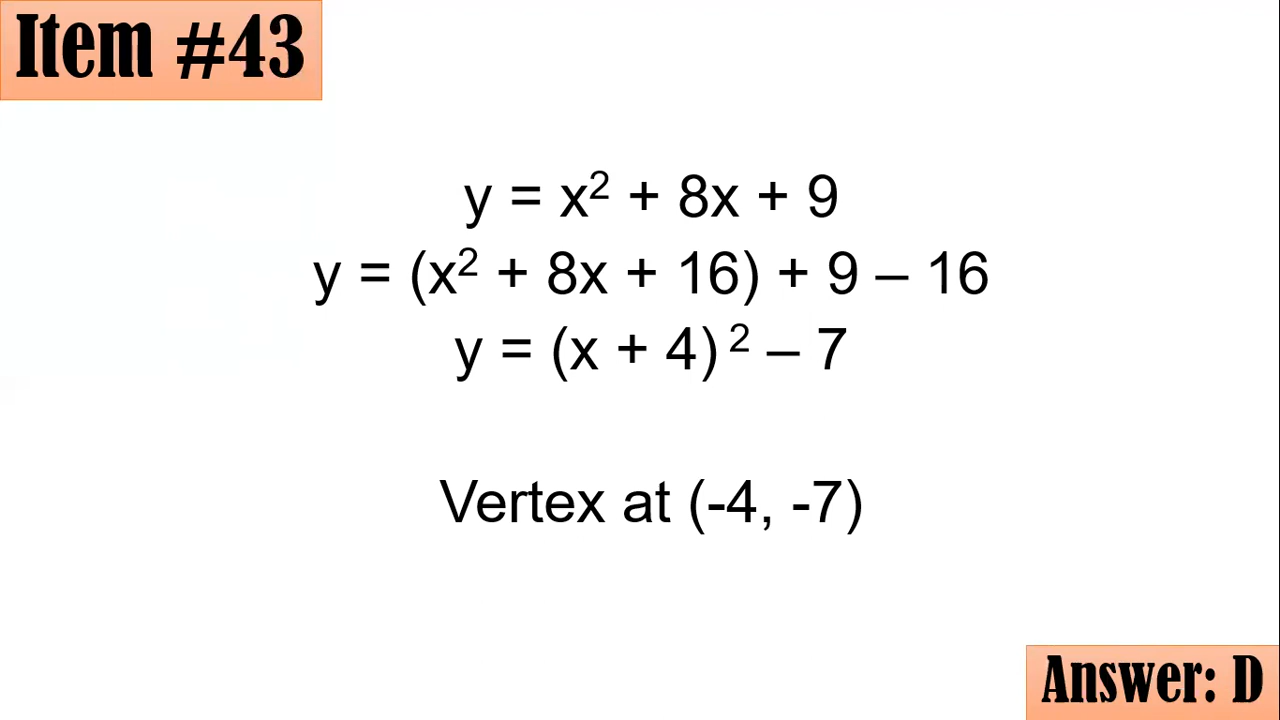 Item #43
y = x² + 8x + 9
y = (x² + 8x + 16) + 9 – 16
y = (x + 4)² – 7
Vertex at (-4, -7)
Answer: D